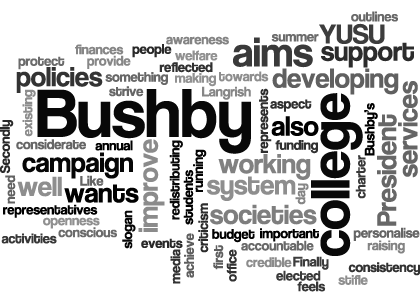 outlines
awareness summer YUSU
finances people
protect provide welfare aims support
reflected
policies something making towards developing
strive Langrish
existing Bushby represents aspect services
Secondly considerate annual also Bushby's
redistributing funding
campaign improve running college President
need well Like wants achieve students working charter
system day
representatives slogan criticism societies
openness
conscious budget important personalise
activities events media first office accountable raising
credible Finally consistency
elected stifle
feels